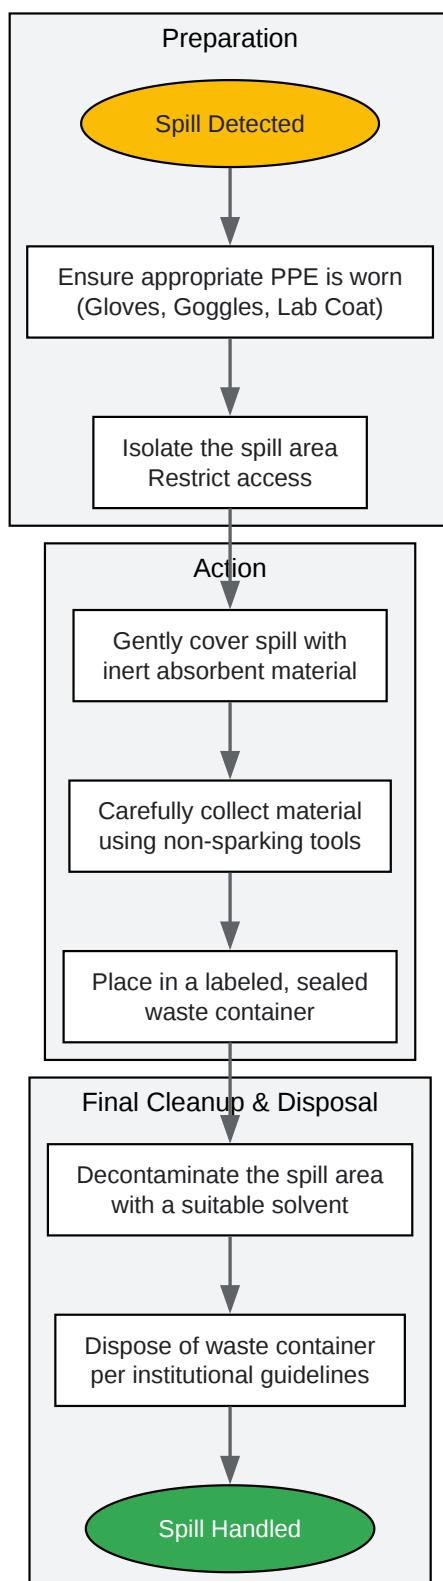 Preparation
Spill Detected
Ensure appropriate PPE is worn
(Gloves, Goggles, Lab Coat)
Isolate the spill area
Restrict access
Action
Gently cover spill with
inert absorbent material
Carefully collect material
using non-sparking tools
Place in a labeled, sealed
waste container
Final Cleanup & Disposal
Decontaminate the spill area
with a suitable solvent
Dispose of waste container
per institutional guidelines
Spill Handled